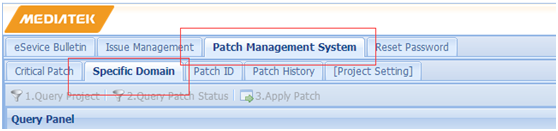 MEDIATEK
eSevice Bulletin Issue Management Patch Management System Reset Password
Critical Patch Specific Domain Patch ID Patch History [Project Setting]
1.Query Project 2.Query Patch Status 3.Apply Patch
Query Panel